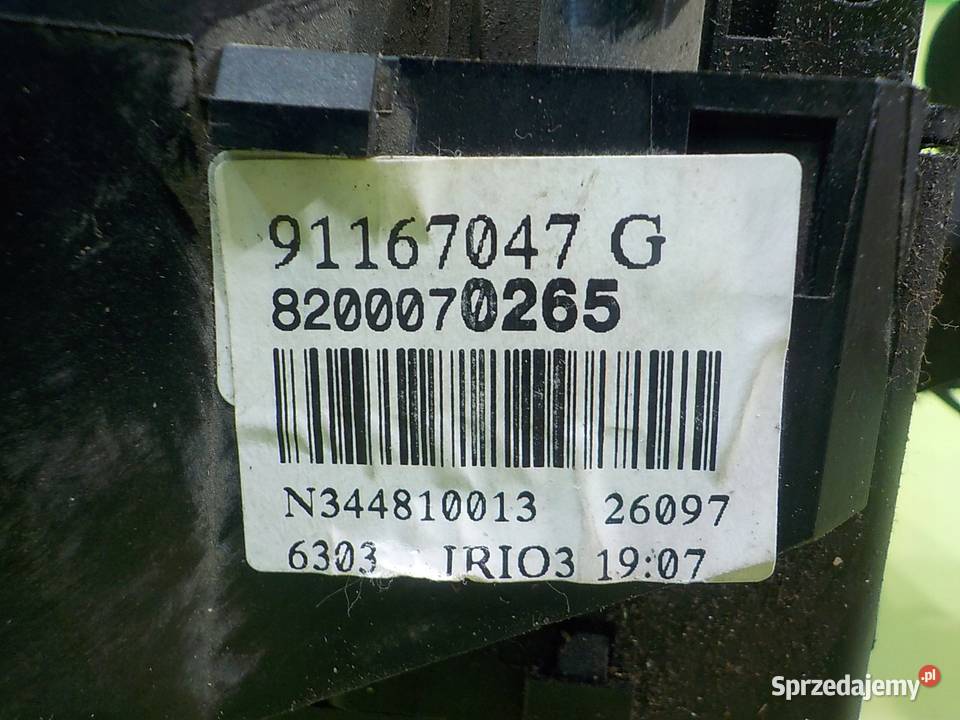 91167047 G
8200070265
N344810013 26097
6303 IRIO3 19:07
Sprzedajemy.pl